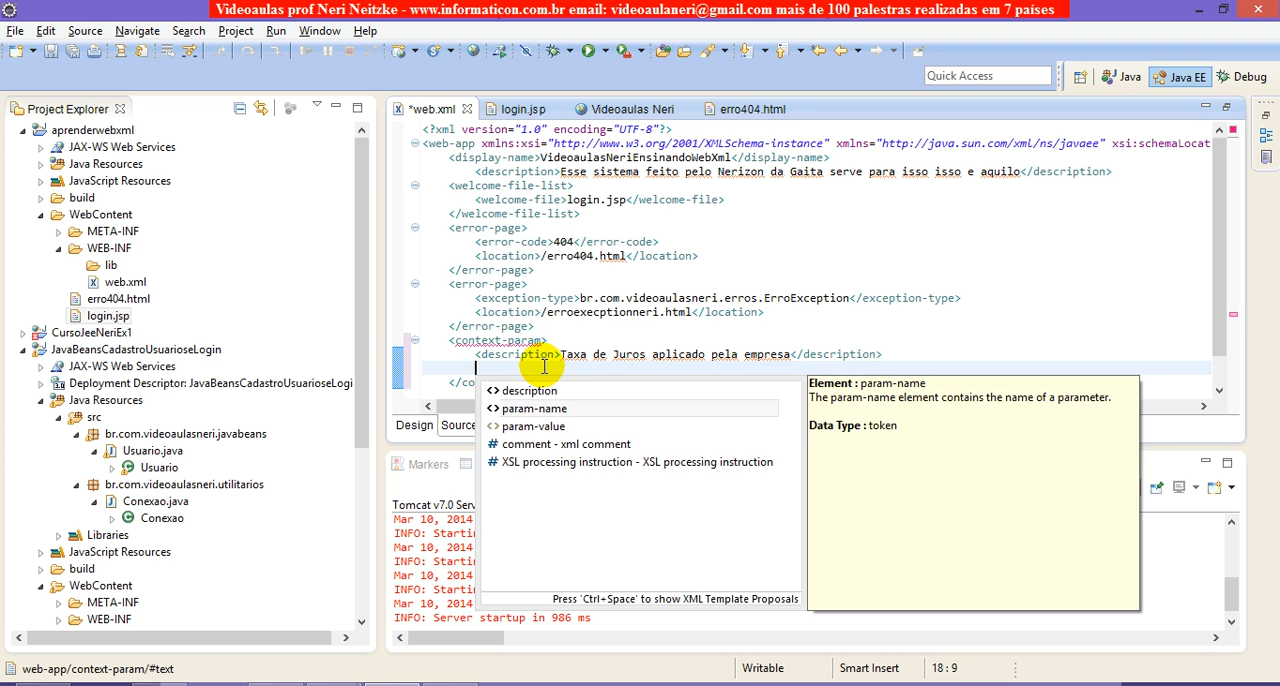 Videoaulas prof Neri Neitzke - www.informaticon.com.br email: videoaulaneri@gmail.com mais de 100 palestras realizadas em 7 países
File Edit Source Navigate Search Project Run Window Help
Quick Access Java Java EE Debug
Project Explorer
aprenderwebxml
JAX-WS Web Services
Java Resources
JavaScript Resources
build
WebContent
META-INF
WEB-INF
lib
web.xml
erro404.html
login.jsp
CursoJeeNeriEx1
JavaBeansCadastroUsuarioseLogin
JAX-WS Web Services
Deployment Descriptor: JavaBeansCadastroUsuarioseLogi
Java Resources
src
br.com.videoaulasneri.javabeans
Usuario.java
Usuario
br.com.videoaulasneri.utilitarios
Conexao.java
Conexao
Libraries
JavaScript Resources
build
WebContent
META-INF
WEB-INF
*web.xml login.jsp Videoaulas Neri erro404.html
<?xml version="1.0" encoding="UTF-8"?>
<web-app xmlns:xsi="http://www.w3.org/2001/XMLSchema-instance" xmlns="http://java.sun.com/xml/ns/javaee" xsi:schemaLocat
<display-name>VideoaulasNeriEnsinandoWebXml</display-name>
<description>Esse sistema feito pelo Nerizon da Gaita serve para isso isso e aquilo</description>
<welcome-file-list>
<welcome-file>login.jsp</welcome-file>
</welcome-file-list>
<error-page>
<error-code>404</error-code>
<location>/erro404.html</location>
</error-page>
<error-page>
<exception-type>br.com.videoaulasneri.erros.ErroException</exception-type>
<location>/erroexecptionneri.html</location>
</error-page>
<context-param>
<description>Taxa de Juros aplicado pela empresa</description>
</co
<> description
<> param-name
<> param-value
# comment - xml comment
# XSL processing instruction - XSL processing instruction
Press 'Ctrl+Space' to show XML Template Proposals
Element : param-name
The param-name element contains the name of a parameter.
Data Type : token
Design Source
Markers
Tomcat v7.0 Serv
Mar 10, 2014
INFO: Startin
Mar 10, 2014
INFO: Startin
Mar 10, 2014
INFO: Startin
Mar 10, 2014
INFO: Server startup in 986 ms
web-app/context-param/#text Writable Smart Insert 18 : 9